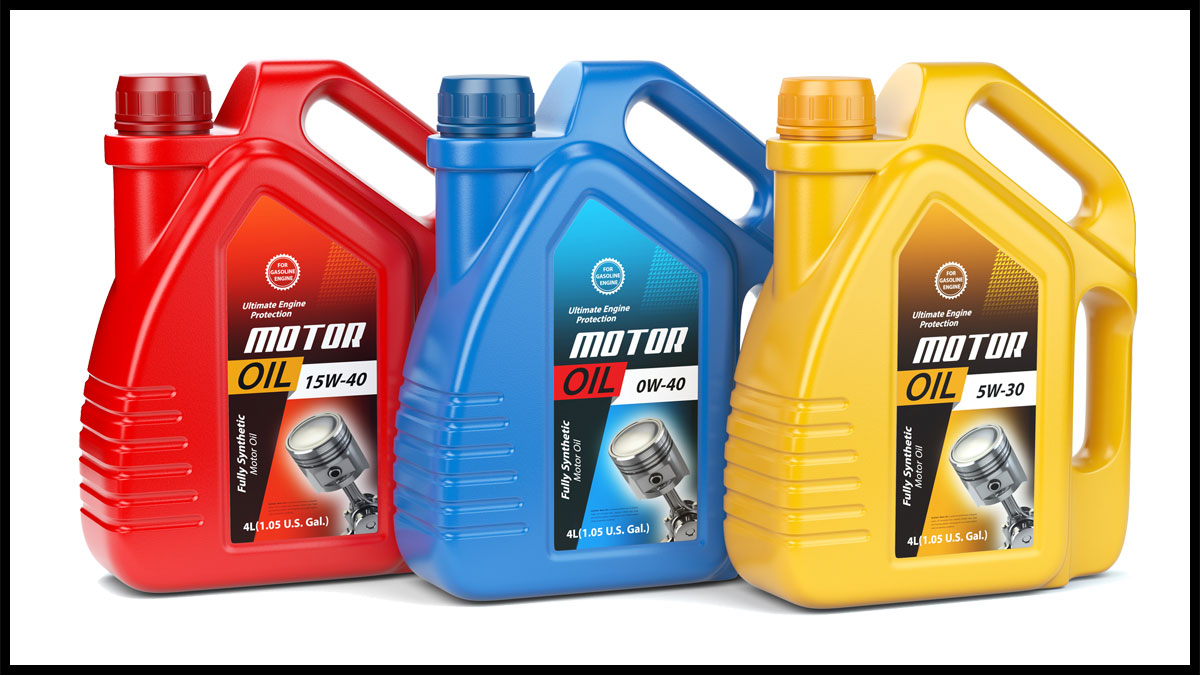 FOR
GASOLINE
ENGINE
Ultimate Engine
Protection
MOTOR
OIL 15W-40
Fully Synthetic
Motor Oil
4L(1.05 U.S. Gal.)
FOR
GASOLINE
ENGINE
Ultimate Engine
Protection
MOTOR
OIL 0W-40
Fully Synthetic
Motor Oil
4L(1.05 U.S. Gal.)
FOR
GASOLINE
ENGINE
Ultimate Engine
Protection
MOTOR
OIL 5W-30
Fully Synthetic
Motor Oil
4L(1.05 U.S. Gal.)